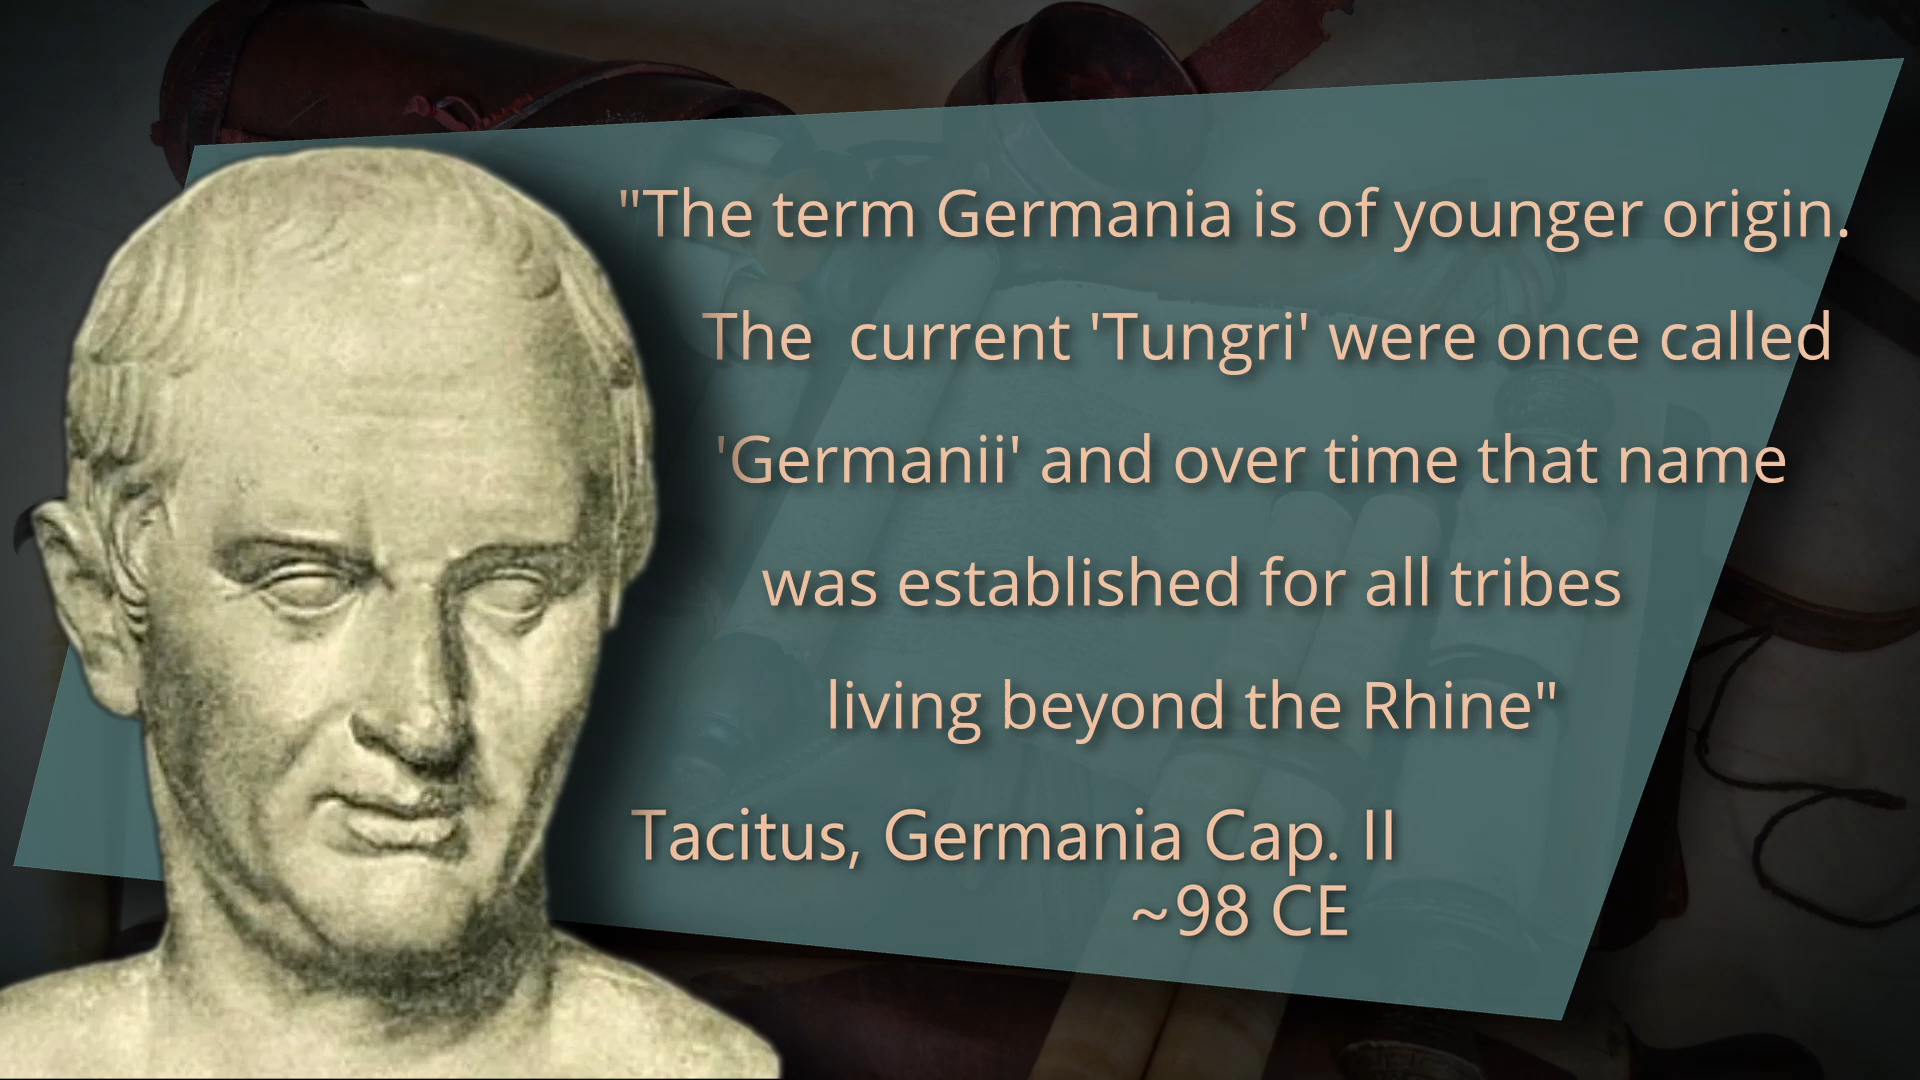 "The term Germania is of younger origin.
The current 'Tungri' were once called
'Germanii' and over time that name
was established for all tribes
living beyond the Rhine"
Tacitus, Germania Cap. II
~98 CE